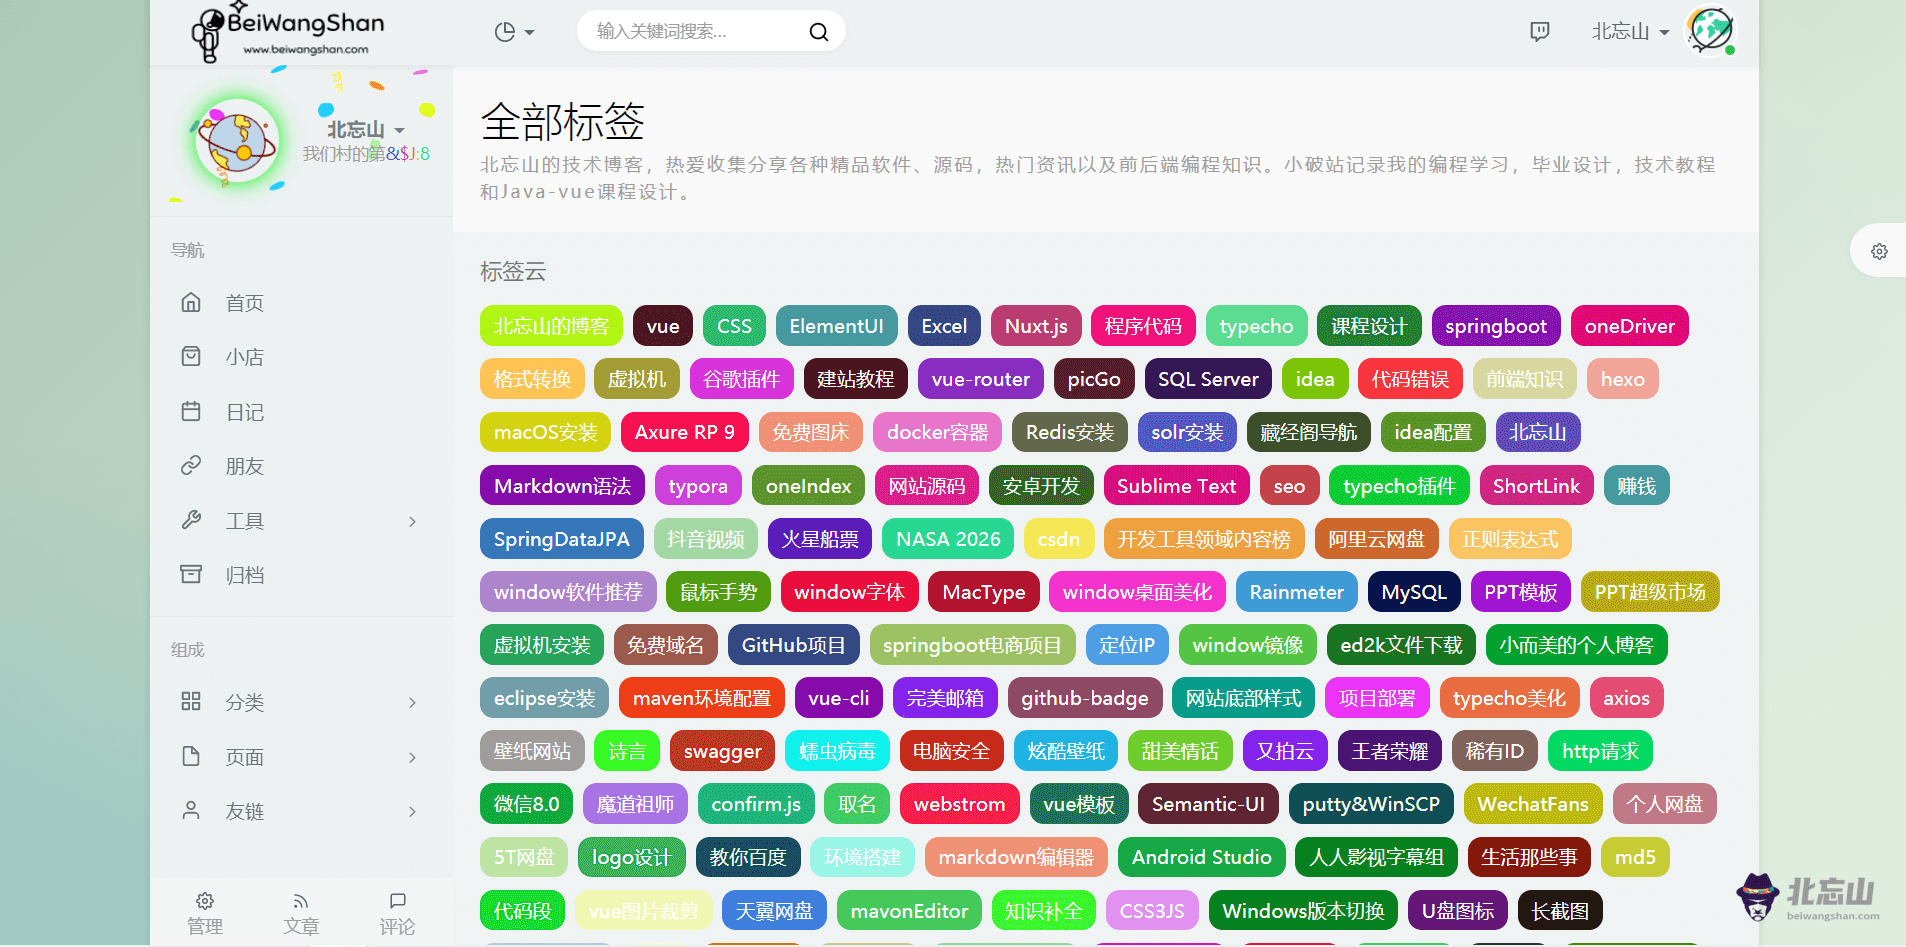 BeiWangShan
www.beiwangshan.com
输入关键词搜索...
北忘山
北忘山
我们村的第&$J:8
导航
首页
小店
日记
朋友
工具
归档
组成
分类
页面
友链
管理 文章 评论
全部标签
北忘山的技术博客，热爱收集分享各种精品软件、源码，热门资讯以及前后端编程知识。小破站记录我的编程学习，毕业设计，技术教程
和Java-vue课程设计。
标签云
北忘山的博客 vue CSS ElementUI Excel Nuxt.js 程序代码 typecho 课程设计 springboot oneDriver
格式转换 虚拟机 谷歌插件 建站教程 vue-router picGo SQL Server idea 代码错误 前端知识 hexo
macOS安装 Axure RP 9 免费图床 docker容器 Redis安装 solr安装 藏经阁导航 idea配置 北忘山
Markdown语法 typora oneIndex 网站源码 安卓开发 Sublime Text seo typecho插件 ShortLink 赚钱
SpringDataJPA 抖音视频 火星船票 NASA 2026 csdn 开发工具领域内容榜 阿里云网盘 正则表达式
window软件推荐 鼠标手势 window字体 MacType window桌面美化 Rainmeter MySQL PPT模板 PPT超级市场
虚拟机安装 免费域名 GitHub项目 springboot电商项目 定位IP window镜像 ed2k文件下载 小而美的个人博客
eclipse安装 maven环境配置 vue-cli 完美邮箱 github-badge 网站底部样式 项目部署 typecho美化 axios
壁纸网站 诗言 swagger 蠕虫病毒 电脑安全 炫酷壁纸 甜美情话 又拍云 王者荣耀 稀有ID http请求
微信8.0 魔道祖师 confirm.js 取名 webstrom vue模板 Semantic-UI putty&WinSCP WechatFans 个人网盘
5T网盘 logo设计 教你百度 环境搭建 markdown编辑器 Android Studio 人人影视字幕组 生活那些事 md5
代码段 vue图片裁剪 天翼网盘 mavonEditor 知识补全 CSS3JS Windows版本切换 U盘图标 长截图
北忘山
beiwangshan.com